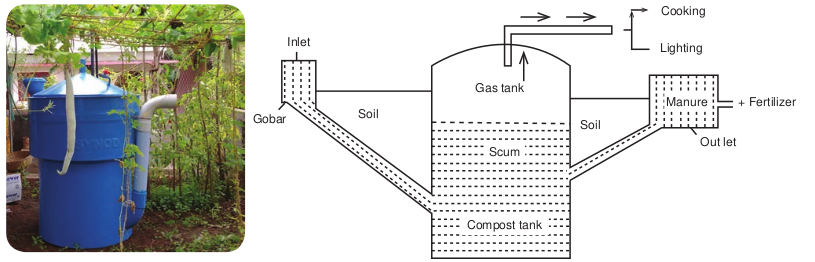 Cooking
Inlet
Lighting
Gas tank
Manure
+ Fertilizer
Gobar
Soil
Soil
Out let
Scum
Compost tank